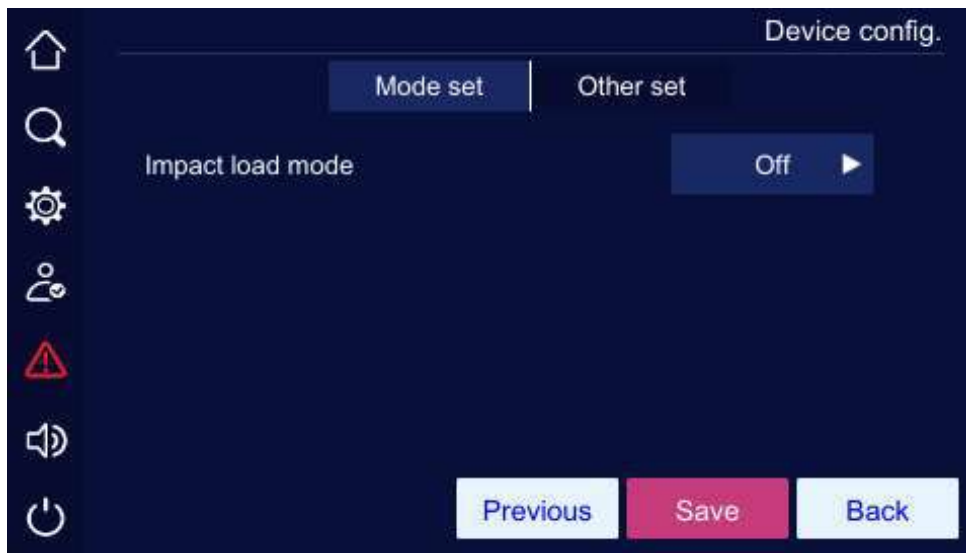 Device config.
Mode set Other set
Impact load mode Off
Previous Save Back